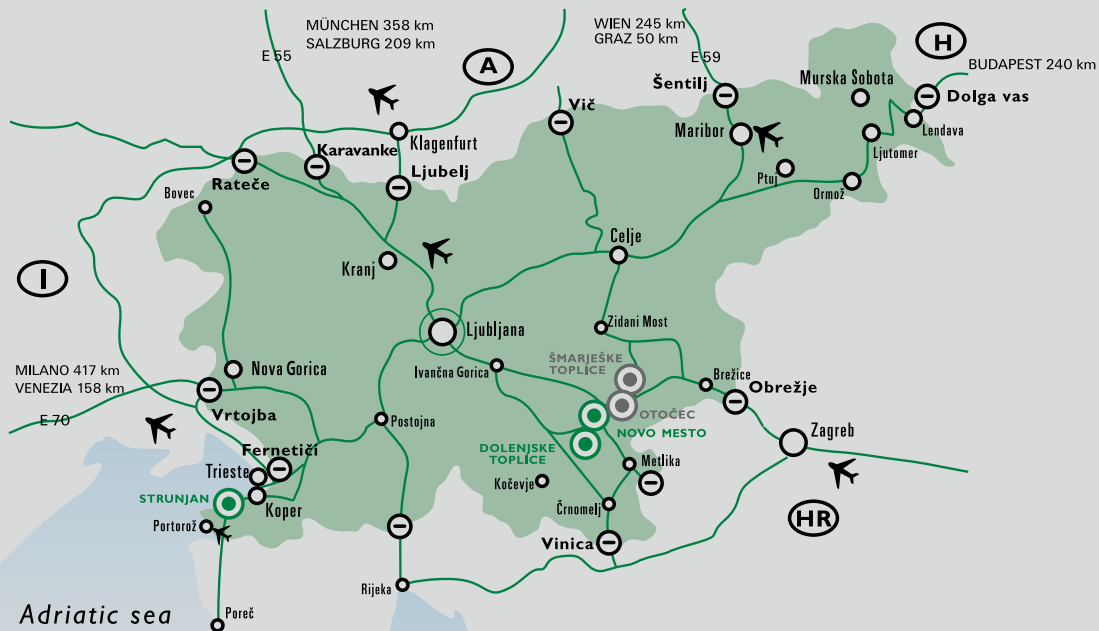 MÜNCHEN 358 km
SALZBURG 209 km
E 55
A
WIEN 245 km
GRAZ 50 km
E 59
H
BUDAPEST 240 km
Šentilj
Murska Sobota
Dolga vas
Lendava
Vič
Maribor
Ljutomer
Klagenfurt
Karavanke
Ljubelj
Rateče
Ptuj
Ormož
Bovec
Celje
Kranj
I
Ljubljana
Zidani Most
MILANO 417 km
VENEZIA 158 km
E 70
Nova Gorica
Ivančna Gorica
ŠMARJEŠKE
TOPLICE
Brežice
Obrežje
Vrtojba
Postojna
OTOČEC
NOVO MESTO
Zagreb
Fernetiči
Trieste
DOLENJSKE
TOPLICE
Metlika
Kočevje
STRUNJAN
Koper
Črnomelj
Portorož
HR
Vinica
Rijeka
Adriatic sea
Poreč